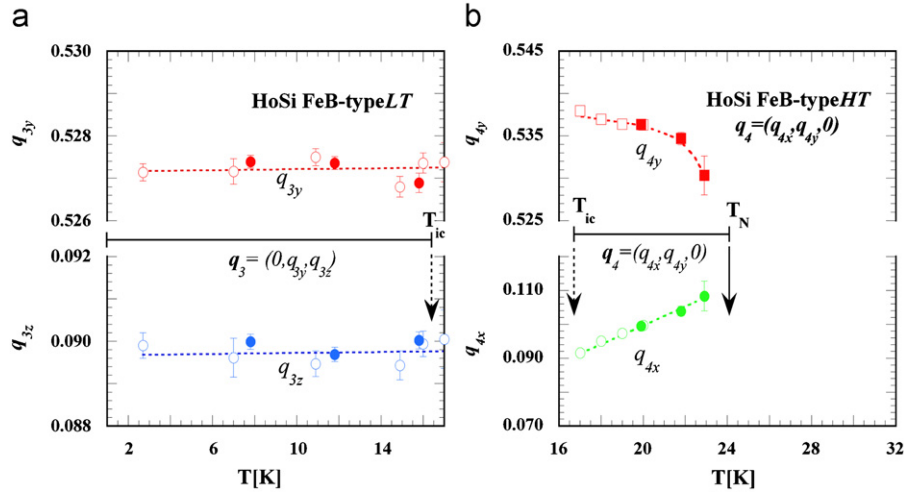 a
HoSi FeB-typeLT
q3y
0.530
0.528
0.526
q3y
Tic
q3 = (0,q3y,q3z)
q3z
0.092
0.090
0.088
q3z
2 6 10 14
T[K]
b
HoSi FeB-typeHT
q4=(q4x,q4y,0)
q4y
0.545
0.535
0.525
q4y
Tic
TN
q4=(q4x,q4y,0)
q4x
0.110
0.090
0.070
q4x
16 20 24 28 32
T[K]